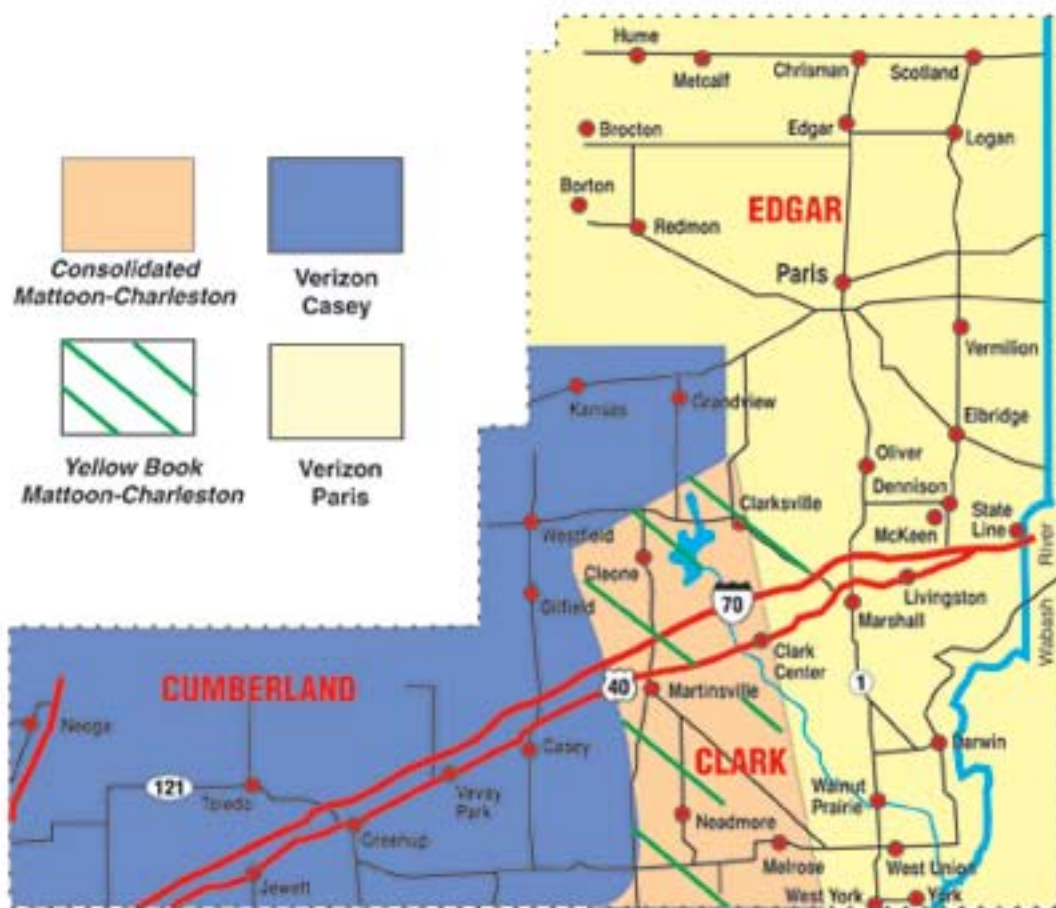 Hume
Metcalf
Chrisman
Scotland
Brocton
Edgar
Logan
Borton
Redmon
EDGAR
Paris
Vermilion
Consolidated
Mattoon-Charleston
Verizon
Casey
Yellow Book
Mattoon-Charleston
Verizon
Paris
Kansas
Grandview
Elbridge
Oliver
Dennison
Clarksville
McKeen
State
Line
Westfield
Cleone
Oilfield
70
Livingston
Marshall
Wabash River
Clark
Center
CUMBERLAND
40
Martinsville
1
Neoga
Casey
Darwin
CLARK
121
Toledo
Vevay
Park
Walnut
Prairie
Greenup
Neadmore
Jewett
Melrose
West Union
West York
York